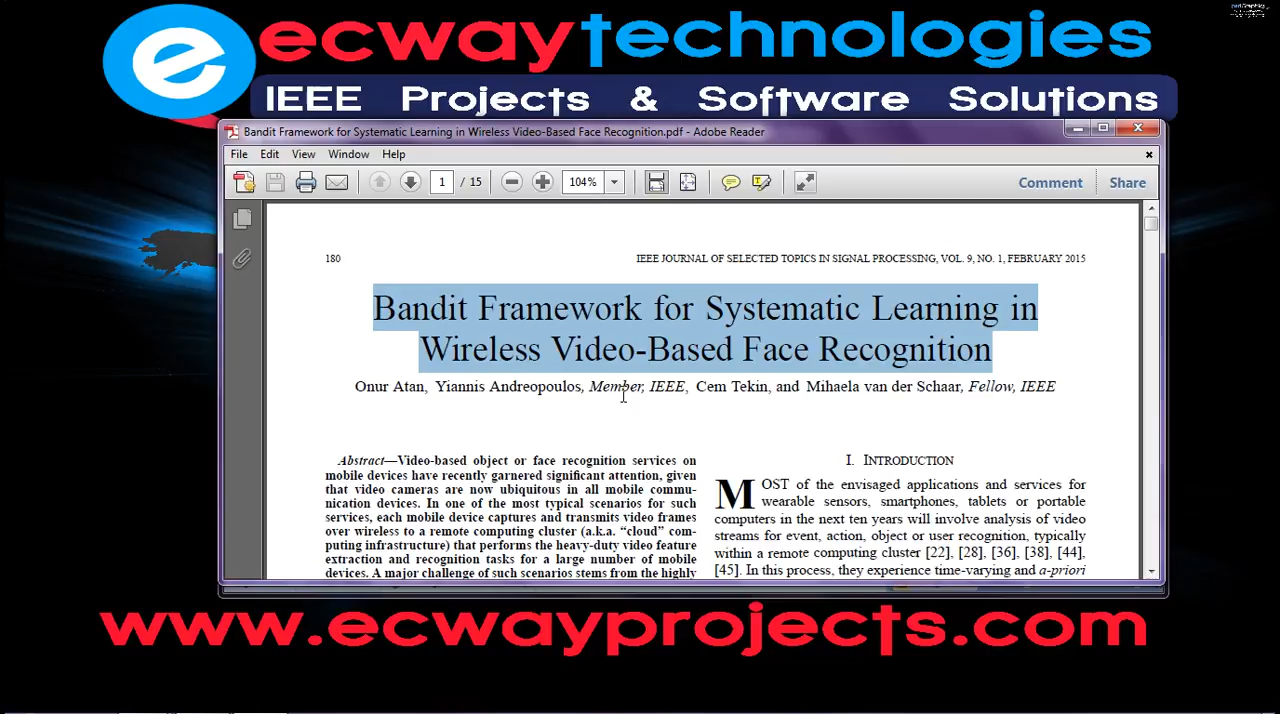 e ecwaytechnologies
IEEE Projects & Software Solutions
Bandit Framework for Systematic Learning in Wireless Video-Based Face Recognition.pdf - Adobe Reader
File Edit View Window Help
1 / 15 104% Comment Share
180 IEEE JOURNAL OF SELECTED TOPICS IN SIGNAL PROCESSING, VOL. 9, NO. 1, FEBRUARY 2015
Bandit Framework for Systematic Learning in
Wireless Video-Based Face Recognition
Onur Atan, Yiannis Andreopoulos, Member, IEEE, Cem Tekin, and Mihaela van der Schaar, Fellow, IEEE
Abstract—Video-based object or face recognition services on
mobile devices have recently garnered significant attention, given
that video cameras are now ubiquitous in all mobile commu-
nication devices. In one of the most typical scenarios for such
services, each mobile device captures and transmits video frames
over wireless to a remote computing cluster (a.k.a. “cloud” com-
puting infrastructure) that performs the heavy-duty video feature
extraction and recognition tasks for a large number of mobile
devices. A major challenge of such scenarios stems from the highly
I. INTRODUCTION
MOST of the envisaged applications and services for
wearable sensors, smartphones, tablets or portable
computers in the next ten years will involve analysis of video
streams for event, action, object or user recognition, typically
within a remote computing cluster [22], [28], [36], [38], [44],
[45]. In this process, they experience time-varying and a-priori
www.ecwayprojects.com